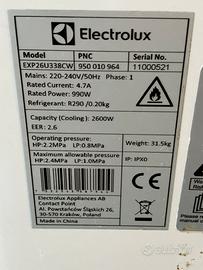 Electrolux
Model PNC Serial No.
EXP26U338CW 950 010 964 11000521
Mains: 220-240V/50Hz Phase: 1
Rated Current: 4.7A
Rated Power: 990W
Refrigerant: R290 /0.20kg
Capacity (Cooling) : 2600W
EER : 2.6
Weight: 31.5kg
Operating pressure:
HP:2.2MPa LP:0.8MPa
Maximum allowable pressure
HP:2.4MPa LP:1.0MPa
IP: IPX0
Electrolux Appliances AB
Contact Point
Al. Powstańców Śląskich 26
30-570 Kraków, Poland
Made in China